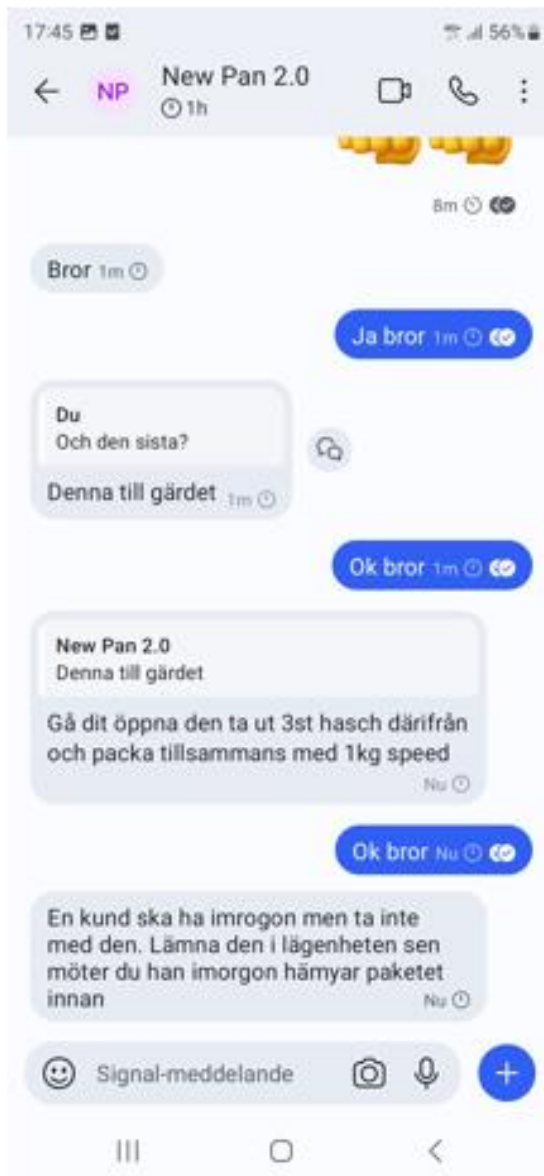 17:45 56%
NP New Pan 2.0
1h
8m
Bror 1m
Ja bror 1m
Du
Och den sista?
Denna till gärdet 1m
Ok bror 1m
New Pan 2.0
Denna till gärdet
Gå dit öppna den ta ut 3st hasch därifrån
och packa tillsammans med 1kg speed
Nu
Ok bror Nu
En kund ska ha imrogon men ta inte
med den. Lämna den i lägenheten sen
möter du han imorgon hämyar paketet
innan Nu
Signal-meddelande